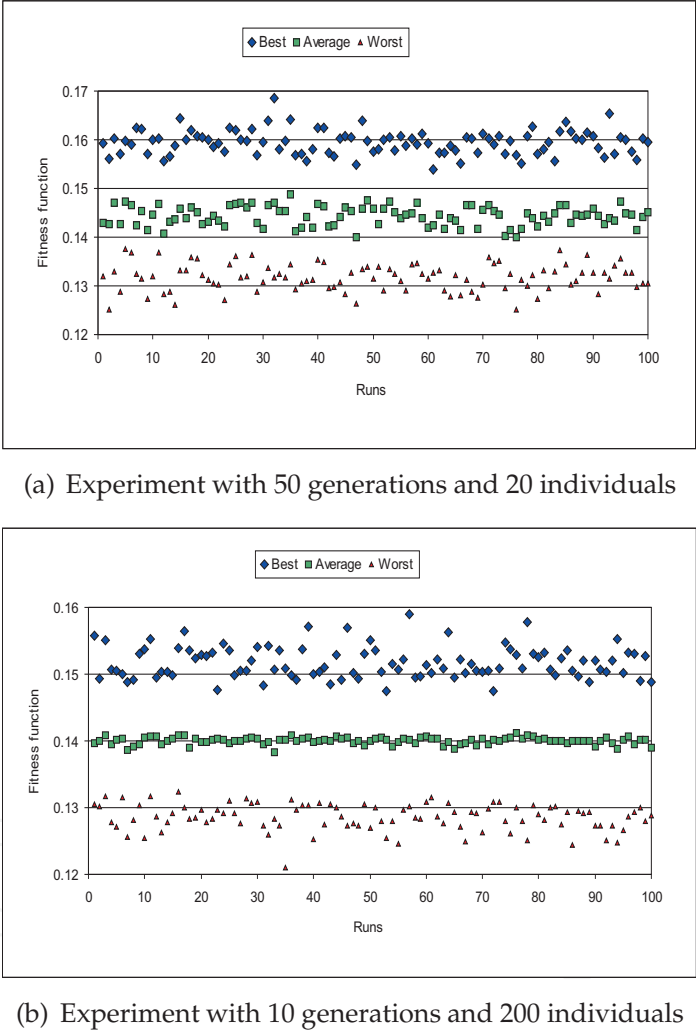 Best Average Worst
0.17
0.16
0.15
0.14
0.13
0.12
Fitness function
0 10 20 30 40 50 60 70 80 90 100
Runs
(a) Experiment with 50 generations and 20 individuals
Best Average Worst
0.16
0.15
0.14
0.13
0.12
Fitness function
0 10 20 30 40 50 60 70 80 90 100
Runs
(b) Experiment with 10 generations and 200 individuals